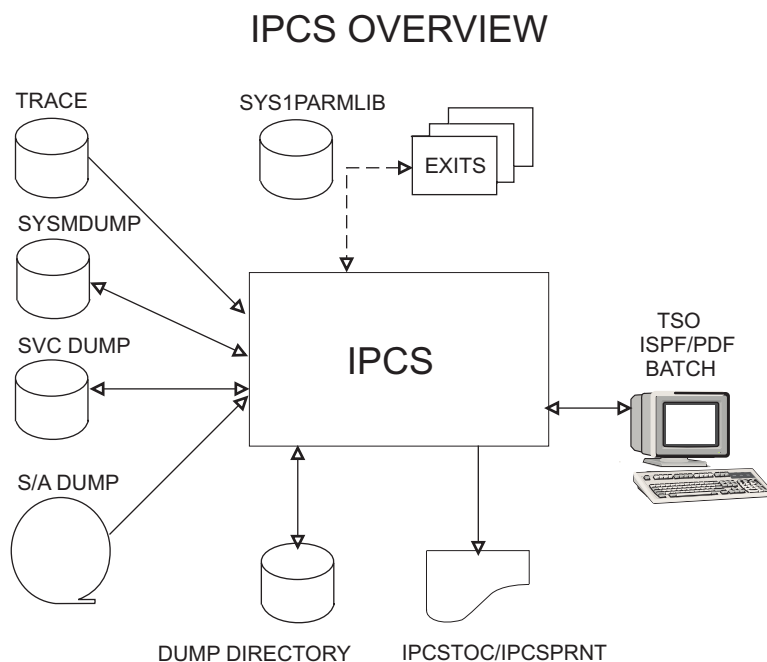 IPCS OVERVIEW
TRACE
SYS1PARMLIB
EXITS
SYSMDUMP
SVC DUMP
IPCS
TSO
ISPF/PDF
BATCH
S/A DUMP
DUMP DIRECTORY
IPCSTOC/IPCSPRNT